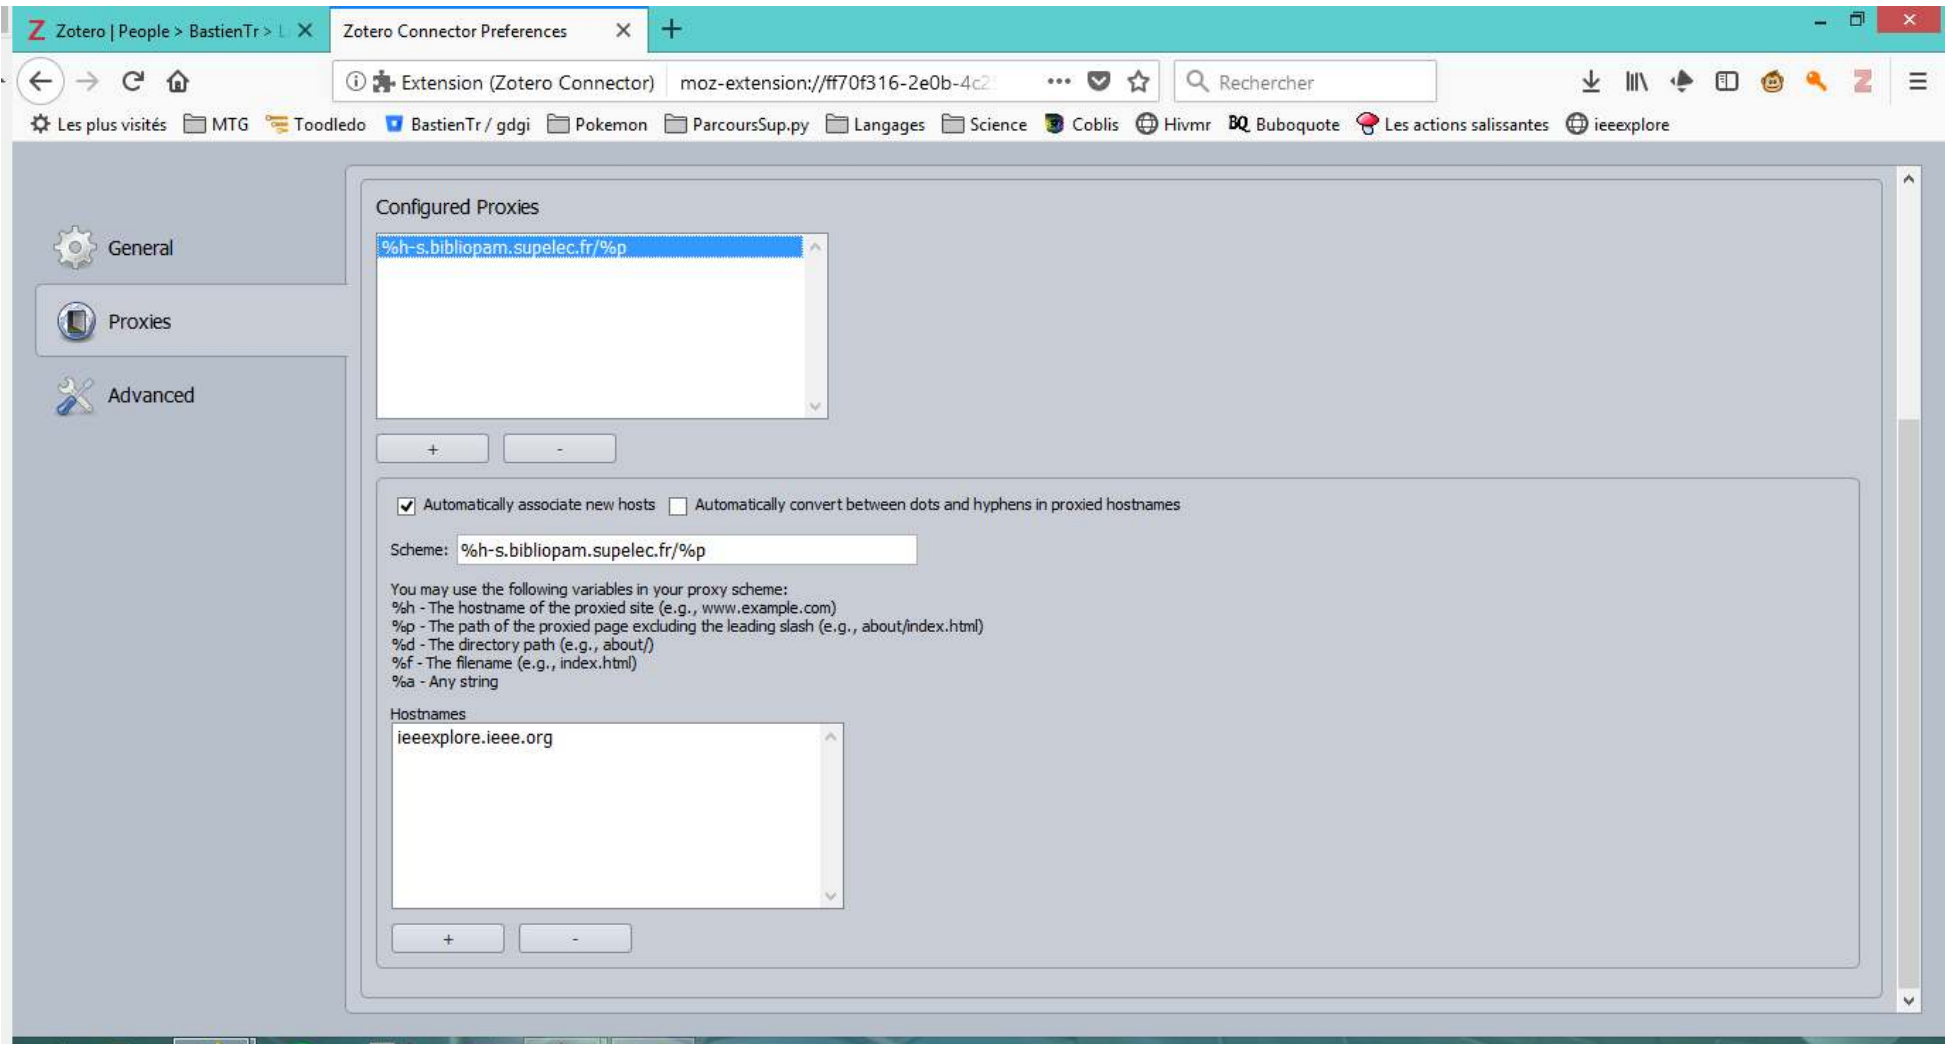 Zotero | People > BastienTr >
Zotero Connector Preferences
Extension (Zotero Connector)
moz-extension://ff70f316-2e0b-4c2
Rechercher
Les plus visités
MTG
Toodledo
BastienTr / gdgi
Pokemon
ParcoursSup.py
Langages
Science
Coblis
Hivmr
BQ Buboquote
Les actions salissantes
ieeexplore
General
Proxies
Advanced
Configured Proxies
%h-s.bibliopam.supelec.fr/%p
+ -
Automatically associate new hosts
Automatically convert between dots and hyphens in proxied hostnames
Scheme: %h-s.bibliopam.supelec.fr/%p
You may use the following variables in your proxy scheme:
%h - The hostname of the proxied site (e.g., www.example.com)
%p - The path of the proxied page excluding the leading slash (e.g., about/index.html)
%d - The directory path (e.g., about/)
%f - The filename (e.g., index.html)
%a - Any string
Hostnames
ieeexplore.ieee.org
+ -